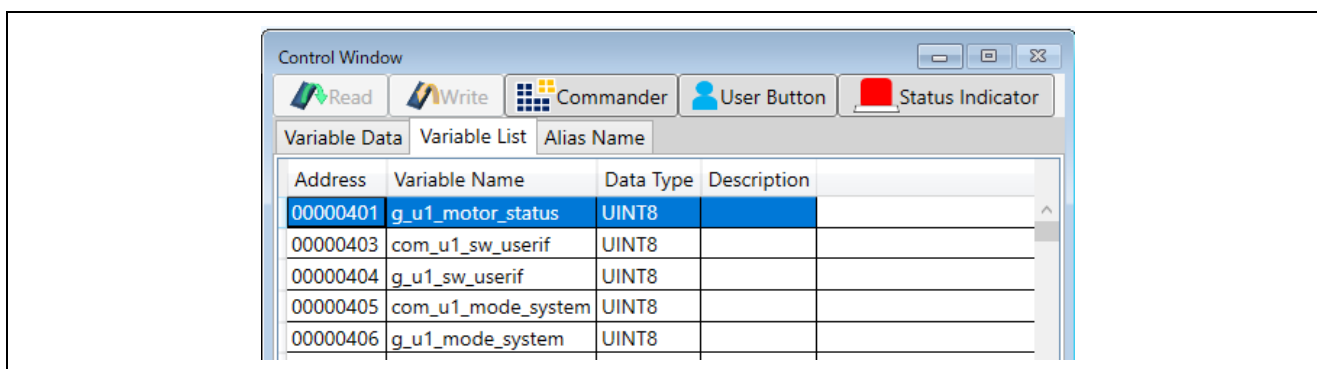 Control Window
Read Write Commander User Button Status Indicator
Variable Data Variable List Alias Name
Address Variable Name Data Type Description
00000401 g_u1_motor_status UINT8
00000403 com_u1_sw_userif UINT8
00000404 g_u1_sw_userif UINT8
00000405 com_u1_mode_system UINT8
00000406 g_u1_mode_system UINT8